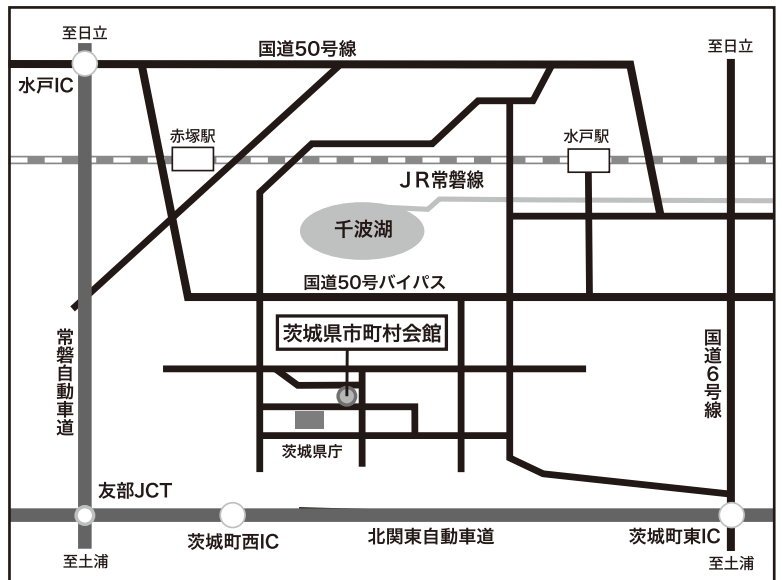 至日立
国道50号線
至日立
水戸IC
赤塚駅
水戸駅
JR常磐線
千波湖
国道50号バイパス
茨城県市町村会館
常磐自動車道
国道6号線
茨城県庁
友部JCT
茨城町西IC
北関東自動車道
茨城町東IC
至土浦
至土浦